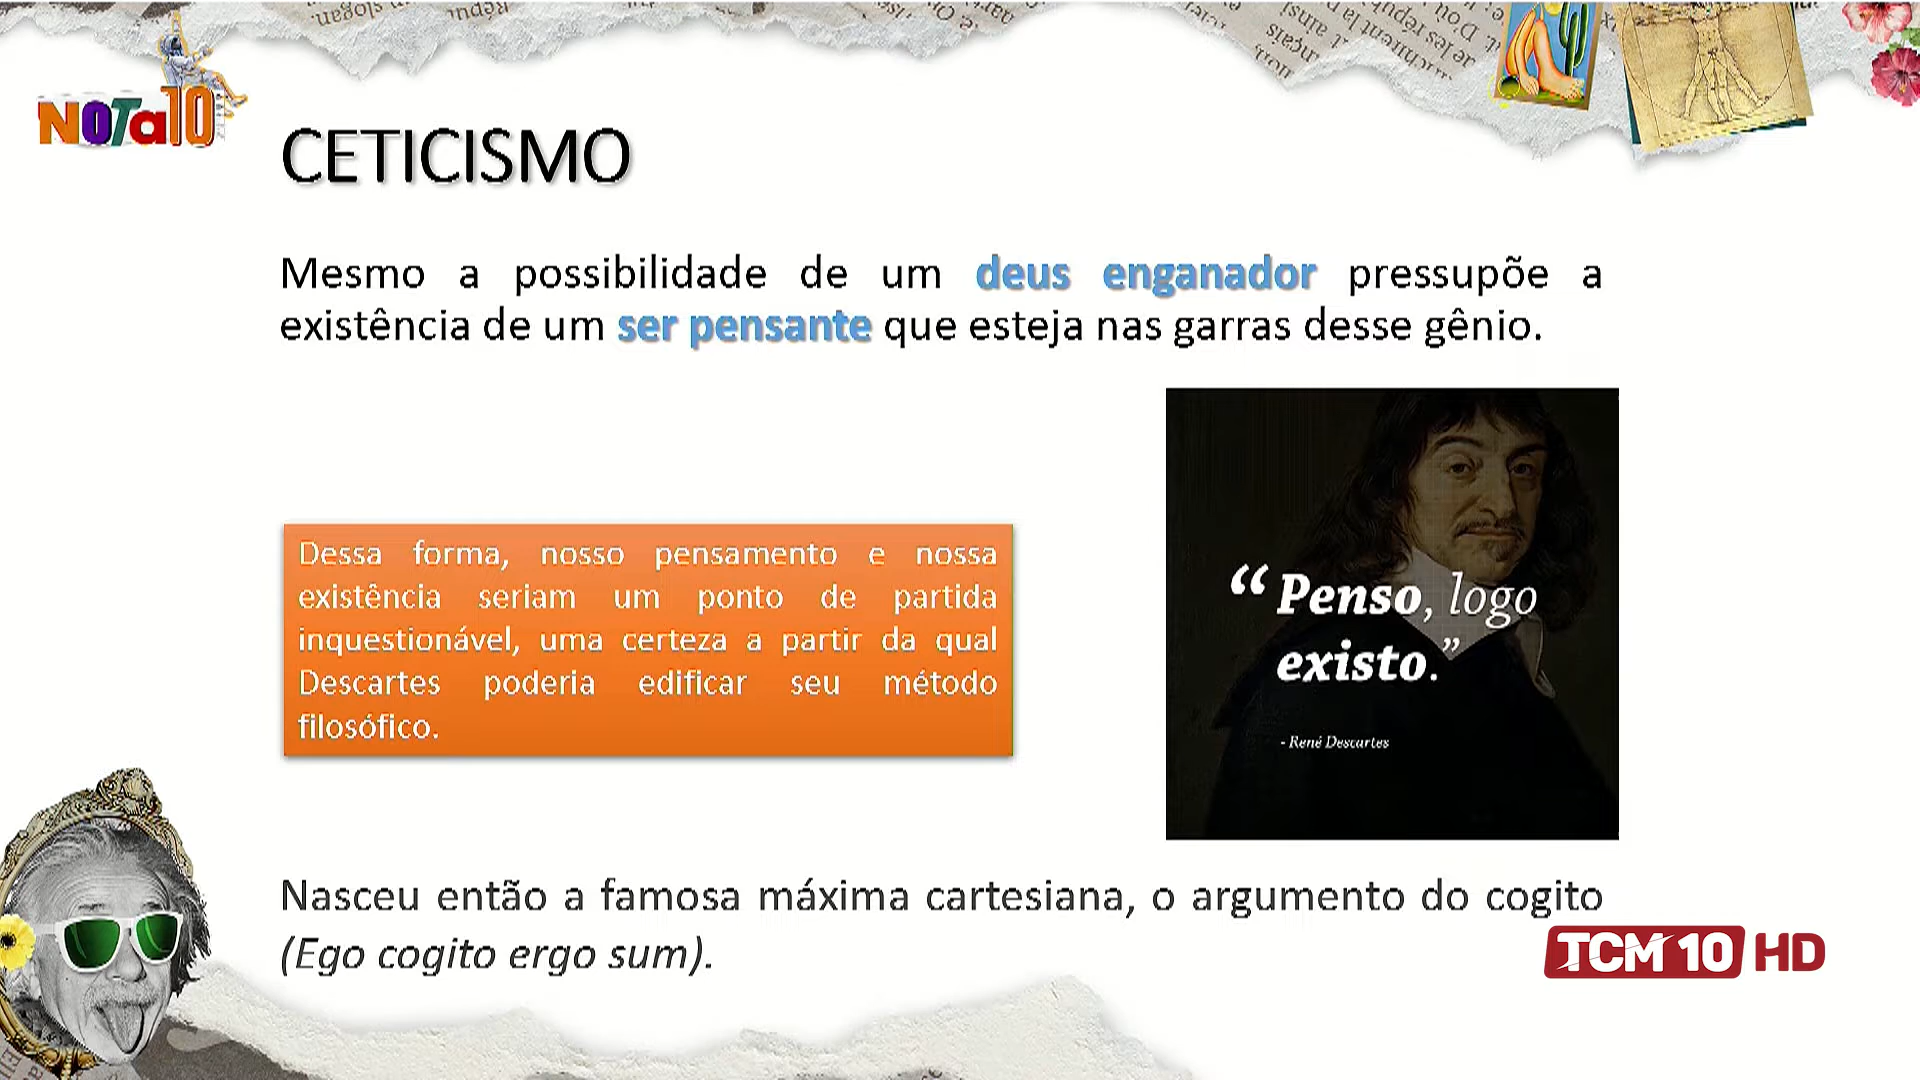 NOTa10
CETICISMO
Mesmo a possibilidade de um deus enganador pressupõe a
existência de um ser pensante que esteja nas garras desse gênio.
Dessa forma, nosso pensamento e nossa
existência seriam um ponto de partida
inquestionável, uma certeza a partir da qual
Descartes poderia edificar seu método
filosófico.
“ Penso, logo
existo.”
- René Descartes
Nasceu então a famosa máxima cartesiana, o argumento do cogito
(Ego cogito ergo sum).
TCM 10 HD